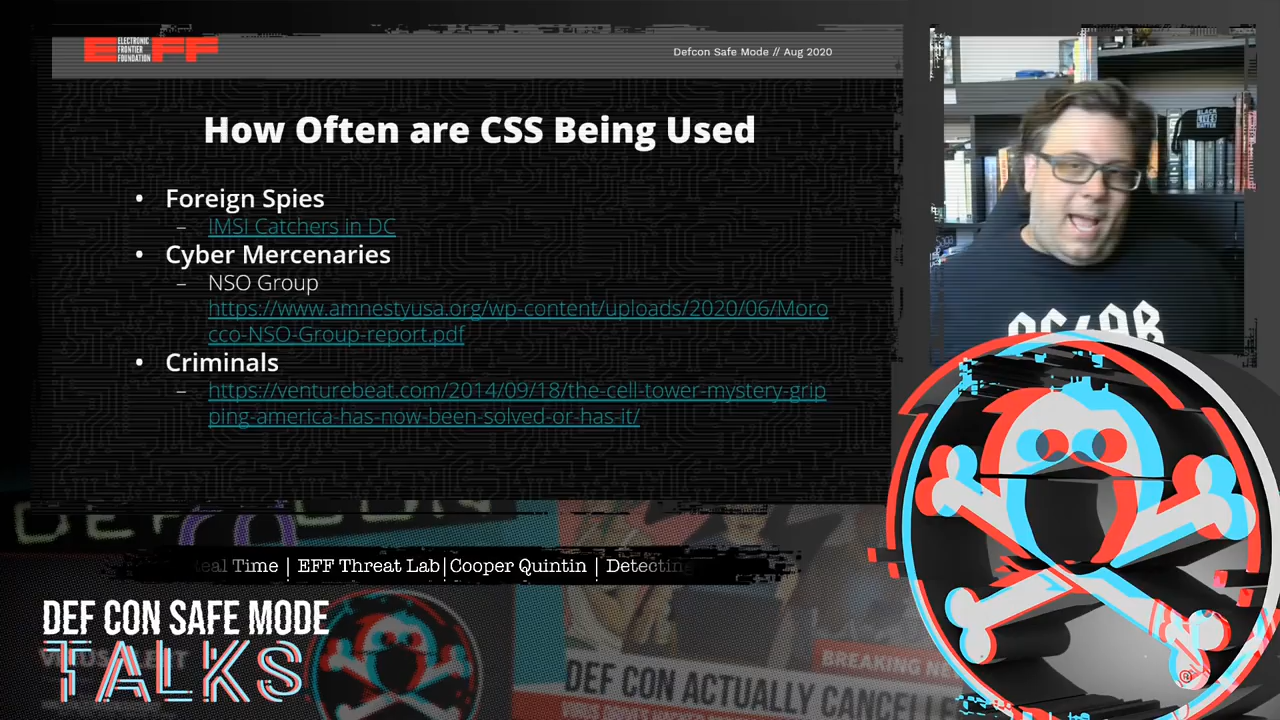 EFF
ELECTRONIC
FRONTIER
FOUNDATION
Defcon Safe Mode // Aug 2020
How Often are CSS Being Used
• Foreign Spies
– IMSI Catchers in DC
• Cyber Mercenaries
– NSO Group
https://www.amnestyusa.org/wp-content/uploads/2020/06/Moro
cco-NSO-Group-report.pdf
• Criminals
– https://venturebeat.com/2014/09/18/the-cell-tower-mystery-grip
ping-america-has-now-been-solved-or-has-it/
BLACK
DEF CON
eal Time | EFF Threat Lab|Cooper Quintin | Detectin
DEF CON SAFE MODE
TALKS
BREAKING NE
DEF CON ACTUALLY CANCELLE
®